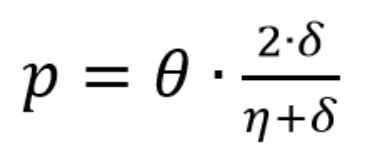 p = θ · 2·δ / η+δ